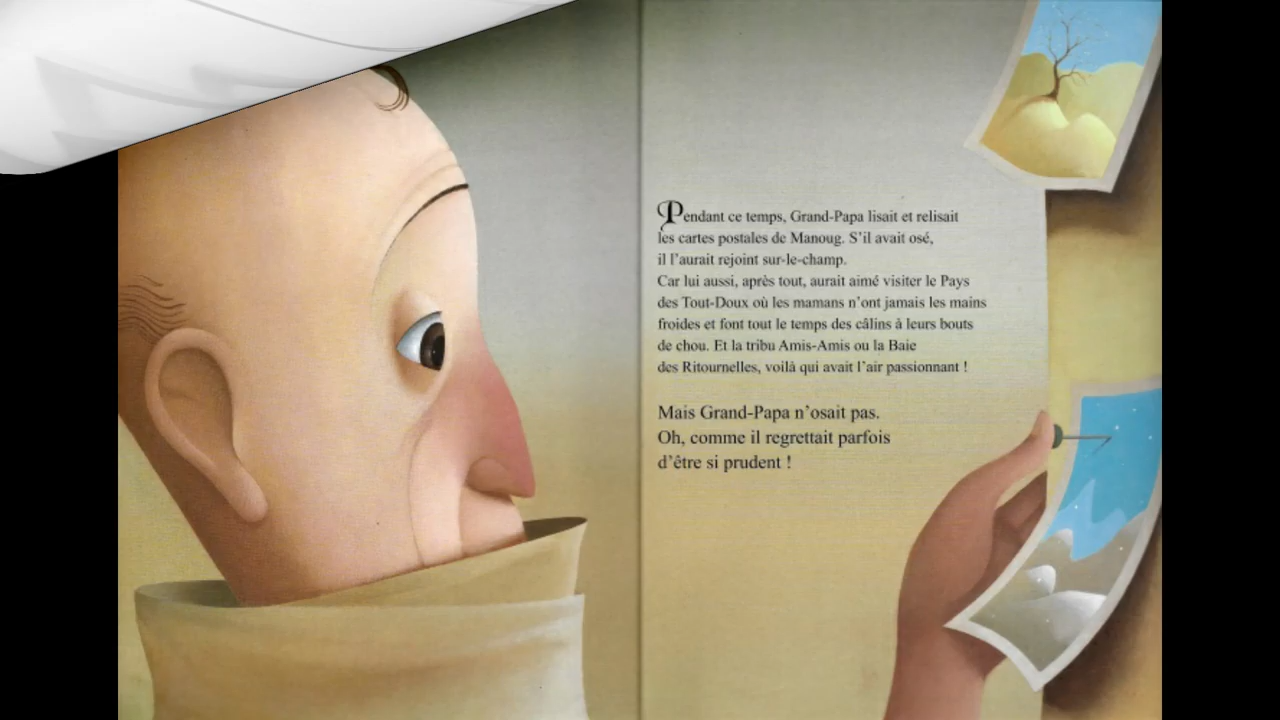 Pendant ce temps, Grand-Papa lisait et relisait
les cartes postales de Manoug. S'il avait osé,
il l'aurait rejoint sur-le-champ.
Car lui aussi, après tout, aurait aimé visiter le Pays
des Tout-Doux où les mamans n'ont jamais les mains
froides et font tout le temps des câlins à leurs bouts
de chou. Et la tribu Amis-Amis ou la Baie
des Ritournelles, voilà qui avait l'air passionnant !
Mais Grand-Papa n'osait pas.
Oh, comme il regrettait parfois
d'être si prudent !